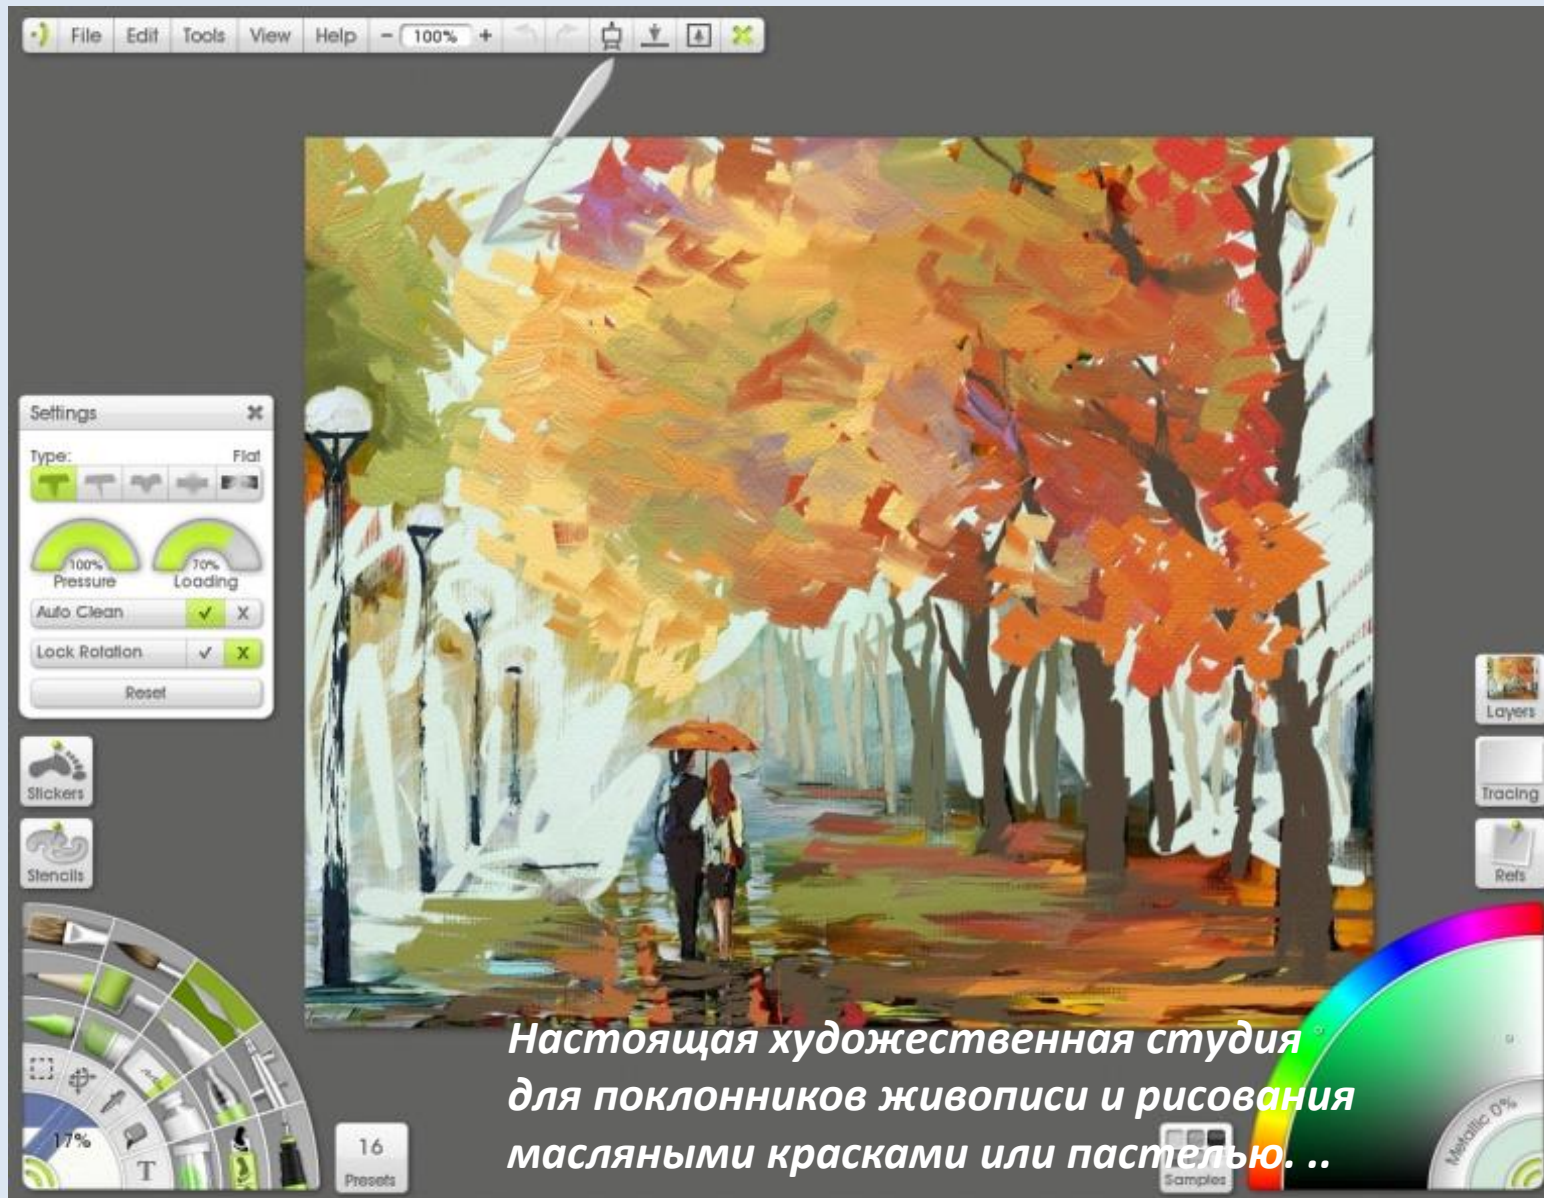 File Edit Tools View Help − 100% +
Settings
Type: Flat
100% 70%
Pressure Loading
Auto Clean ✓ X
Lock Rotation ✓ X
Reset
Stickers
Stencils
Layers
Tracing
Refs
17%
T
16
Presets
Samples
Metallic 0%
Настоящая художественная студия
для поклонников живописи и рисования
масляными красками или пастелью. ..